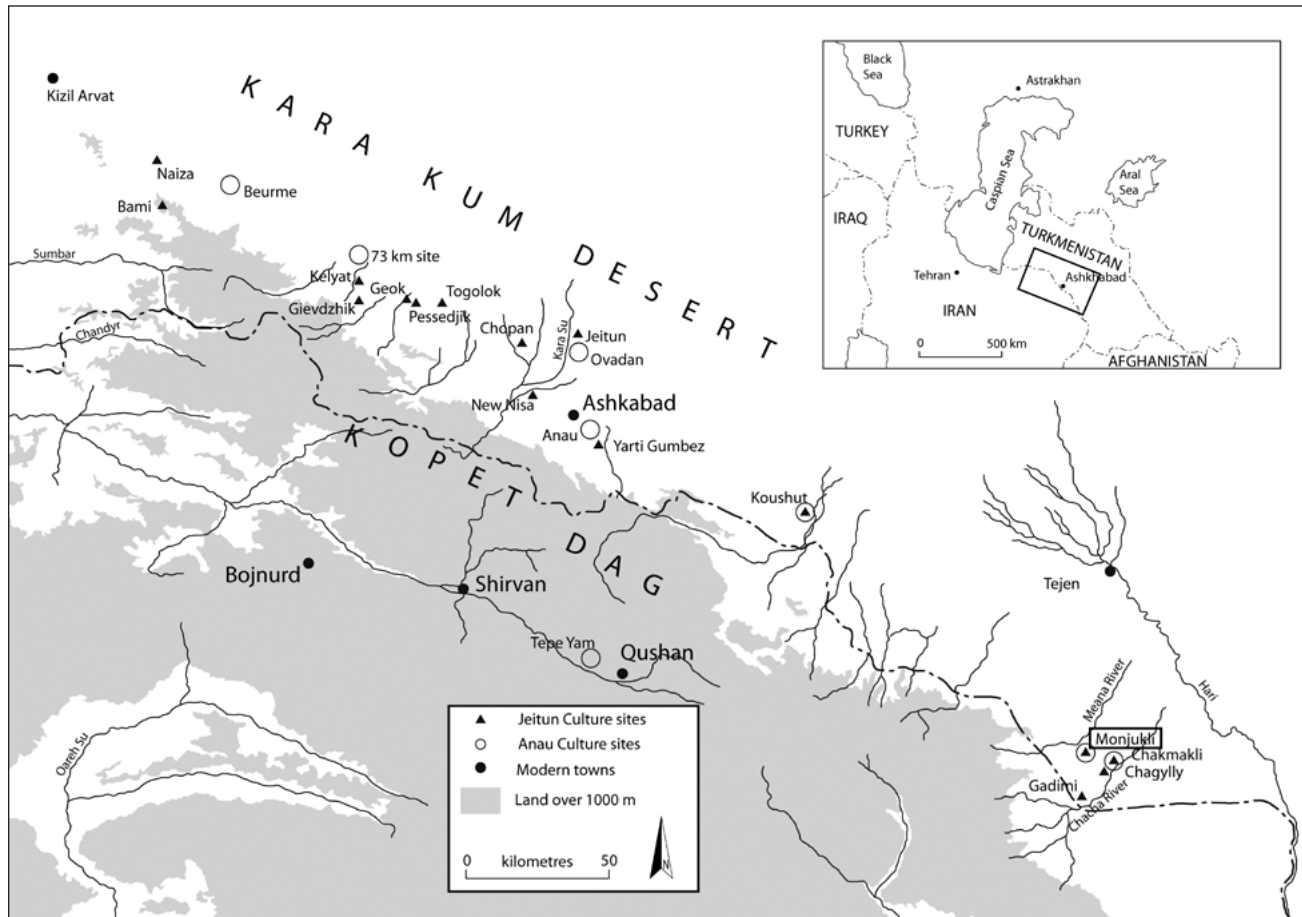 KARA KUM DESERT
Kizil Arvat
Naiza
Beurme
Bami
Sumbar
73 km site
Kelyat
Geok
Togolok
Gievdzhik
Pessedjik
Chopan
Kara Su
Jeitun
Ovadan
Chandyr
New Nisa
Ashkabad
Anau
Yarti Gumbez
KOPET DAG
Koushut
Bojnurd
Shirvan
Tejen
Tepe Yam
Qushan
Meana River
Hari
Monjukli
Chakmakli
Chagylly
Gadimi
Chacha River
Qareh Su
Jeitun Culture sites
Anau Culture sites
Modern towns
Land over 1000 m
0 kilometres 50
N
Black
Sea
Astrakhan
TURKEY
Caspian Sea
Aral
Sea
IRAQ
TURKMENISTAN
Tehran
Ashkhabad
IRAN
0 500 km
AFGHANISTAN